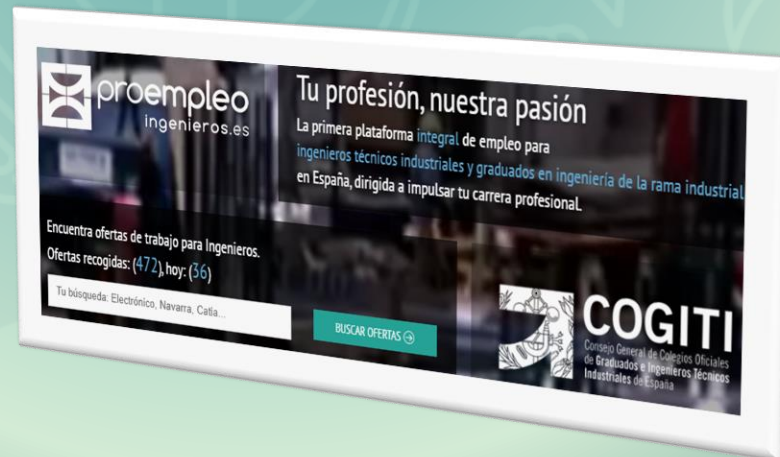 proempleo
ingenieros.es
Tu profesión, nuestra pasión
La primera plataforma integral de empleo para
ingenieros técnicos industriales y graduados en ingeniería de la rama industrial
en España, dirigida a impulsar tu carrera profesional.
Encuentra ofertas de trabajo para Ingenieros.
Ofertas recogidas: (472), hoy: (36)
Tu búsqueda: Electrónico, Navarra, Catia...
BUSCAR OFERTAS
COGITI
Consejo General de Colegios Oficiales
de Graduados e Ingenieros Técnicos
Industriales de España